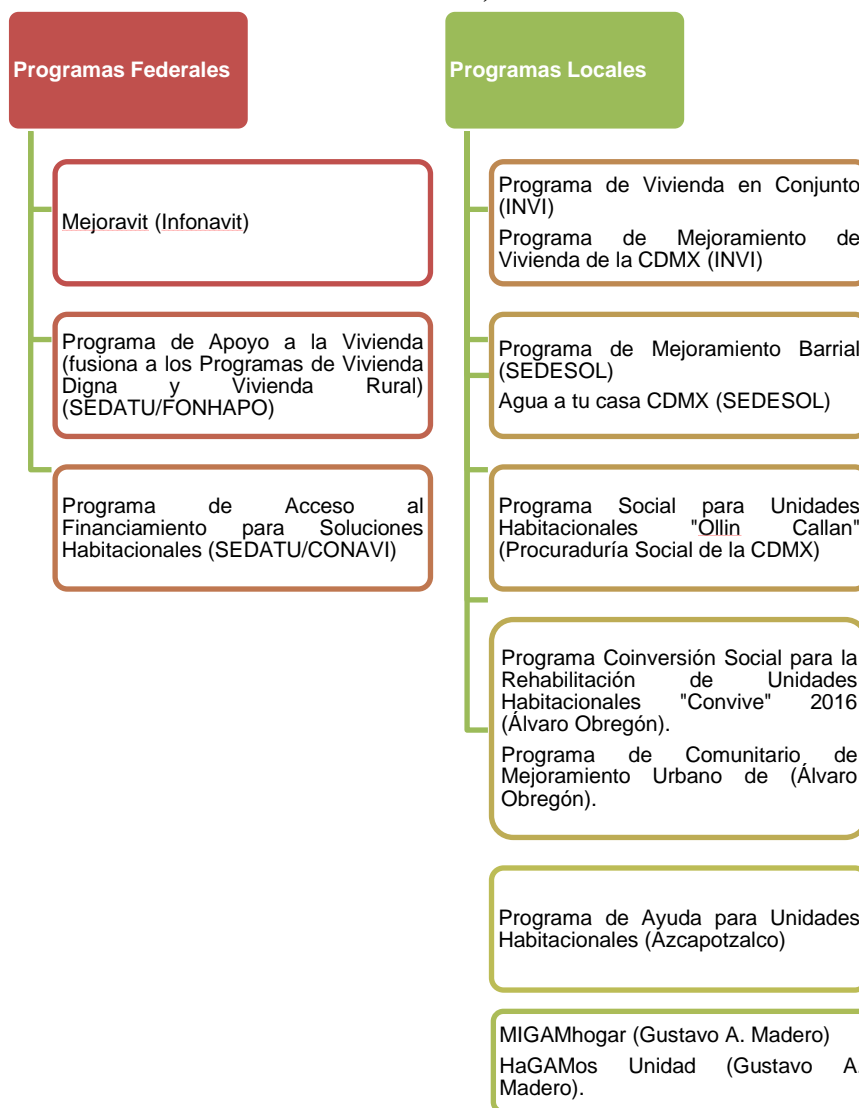 Programas Federales
Mejoravit (Infonavit)
Programa de Apoyo a la Vivienda
(fusiona a los Programas de Vivienda
Digna y Vivienda Rural)
(SEDATU/FONHAPO)
Programa de Acceso al
Financiamiento para Soluciones
Habitacionales (SEDATU/CONAVI)
Programas Locales
Programa de Vivienda en Conjunto
(INVI)
Programa de Mejoramiento de
Vivienda de la CDMX (INVI)
Programa de Mejoramiento Barrial
(SEDESOL)
Agua a tu casa CDMX (SEDESOL)
Programa Social para Unidades
Habitacionales "Ollin Callan"
(Procuraduría Social de la CDMX)
Programa Coinversión Social para la
Rehabilitación de Unidades
Habitacionales "Convive" 2016
(Álvaro Obregón).
Programa de Comunitario de
Mejoramiento Urbano de (Álvaro
Obregón).
Programa de Ayuda para Unidades
Habitacionales (Azcapotzalco)
MIGAMhogar (Gustavo A. Madero)
HaGAMos Unidad (Gustavo A.
Madero).